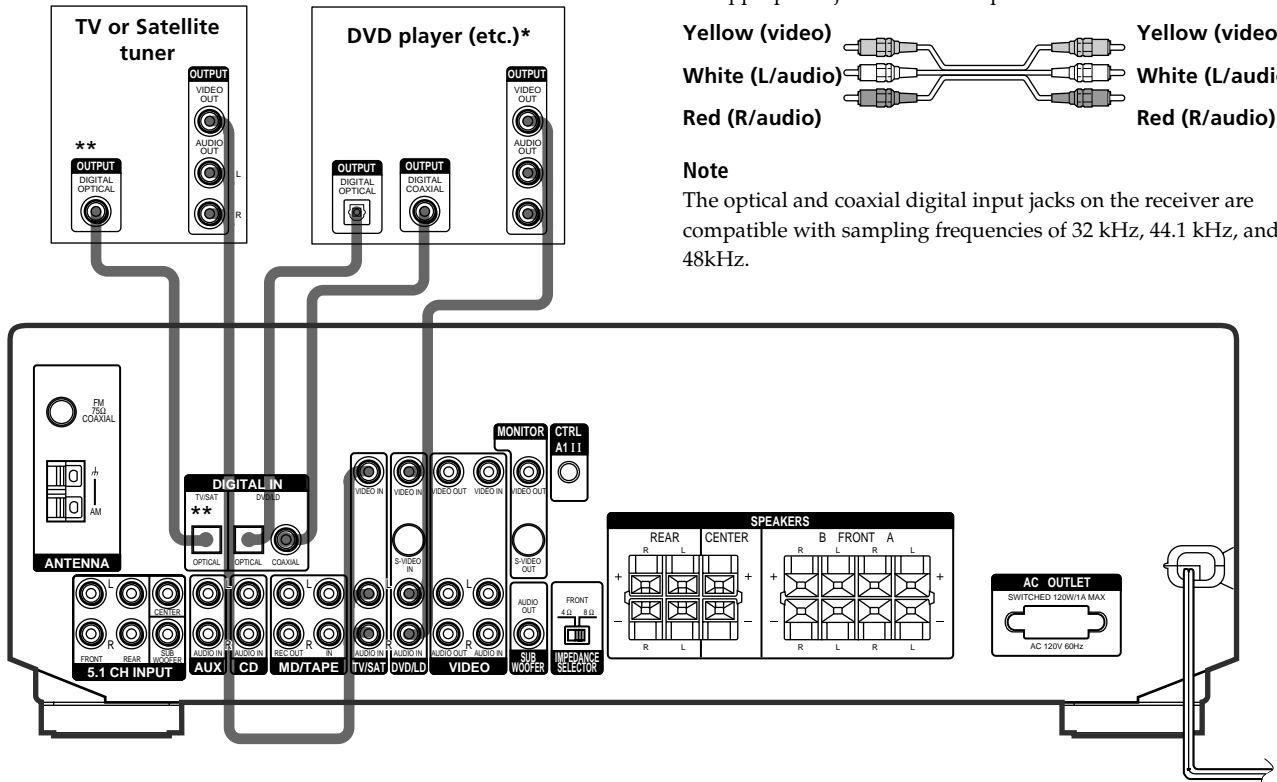 TV or Satellite
tuner
OUTPUT
VIDEO
OUT
AUDIO
OUT
L
R
**
OUTPUT
DIGITAL
OPTICAL
DVD player (etc.)*
OUTPUT
VIDEO
OUT
AUDIO
OUT
OUTPUT
DIGITAL
OPTICAL
OUTPUT
DIGITAL
COAXIAL
Yellow (video)
White (L/audio)
Red (R/audio)
Yellow (video
White (L/audi
Red (R/audio)
Note
The optical and coaxial digital input jacks on the receiver are
compatible with sampling frequencies of 32 kHz, 44.1 kHz, and
48kHz.
FM
75Ω
COAXIAL
AM
ANTENNA
DIGITAL IN
TV/SAT DVD/LD
**
OPTICAL OPTICAL COAXIAL
MONITOR
CTRL
A1 II
VIDEO IN VIDEO IN VIDEO OUT VIDEO IN VIDEO OUT
S-VIDEO
IN
S-VIDEO
OUT
L
CENTER
R
FRONT REAR SUB
WOOFER
5.1 CH INPUT
L
R
AUDIO IN AUDIO IN
AUX CD
L
R
REC OUT IN
MD/TAPE
L
R
AUDIO IN AUDIO IN AUDIO OUT AUDIO IN
TV/SAT DVD/LD VIDEO
AUDIO
OUT
SUB
WOOFER
FRONT
4 Ω 8 Ω
IMPEDANCE
SELECTOR
SPEAKERS
REAR CENTER B FRONT A
R L R L R L
+ + + +
– – – –
R L R L R L
AC OUTLET
SWITCHED 120W/1A MAX
AC 120V 60Hz